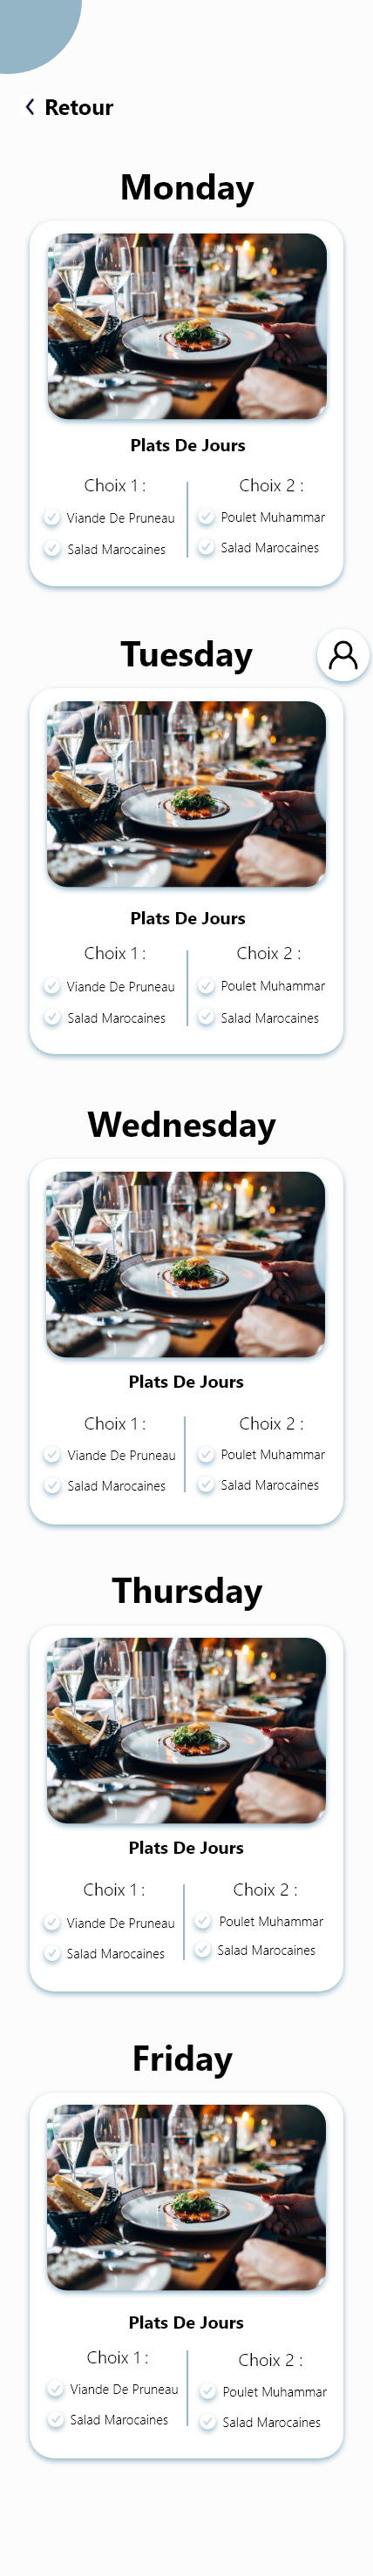 Retour
Monday
Plats De Jours
Choix 1 :
Choix 2 :
Viande De Pruneau
Poulet Muhammar
Salad Marocaines
Salad Marocaines
Tuesday
Plats De Jours
Choix 1 :
Choix 2 :
Viande De Pruneau
Poulet Muhammar
Salad Marocaines
Salad Marocaines
Wednesday
Plats De Jours
Choix 1 :
Choix 2 :
Viande De Pruneau
Poulet Muhammar
Salad Marocaines
Salad Marocaines
Thursday
Plats De Jours
Choix 1 :
Choix 2 :
Viande De Pruneau
Poulet Muhammar
Salad Marocaines
Salad Marocaines
Friday
Plats De Jours
Choix 1 :
Choix 2 :
Viande De Pruneau
Poulet Muhammar
Salad Marocaines
Salad Marocaines